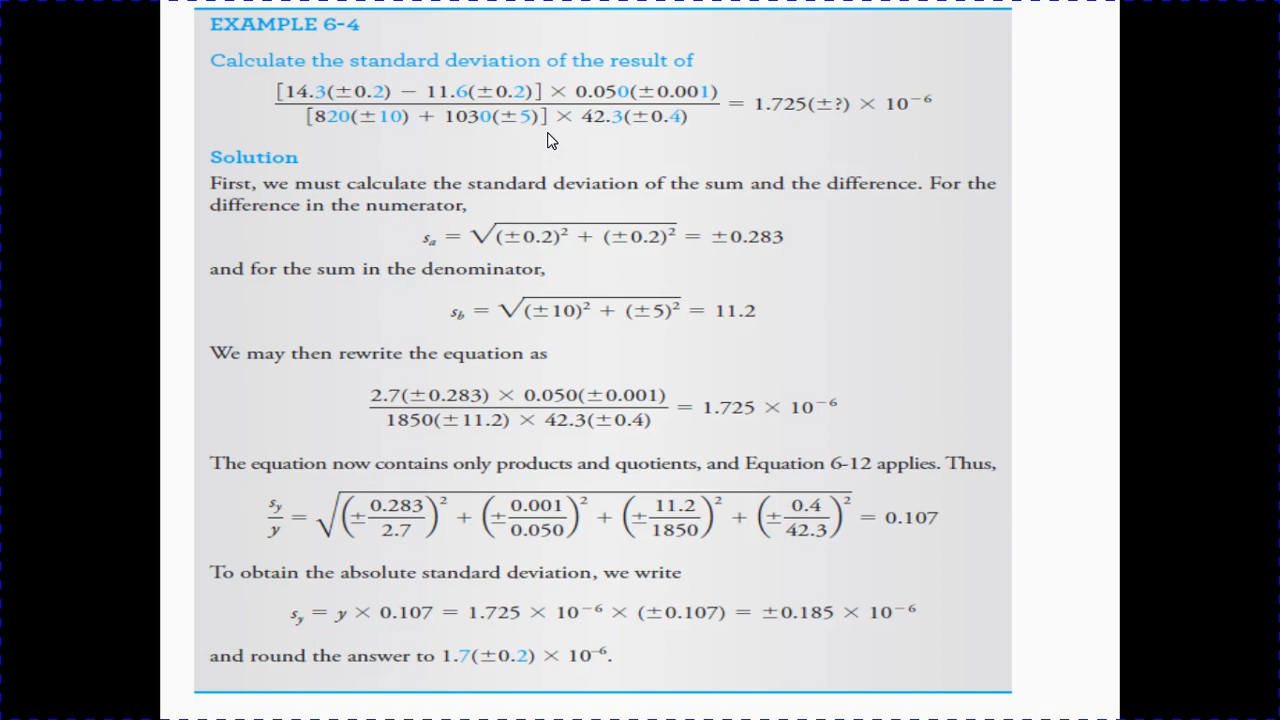 EXAMPLE 6-4
Calculate the standard deviation of the result of
[14.3(±0.2) − 11.6(±0.2)] × 0.050(±0.001)
[820(±10) + 1030(±5)] × 42.3(±0.4)
= 1.725(±?) × 10⁻⁶
Solution
First, we must calculate the standard deviation of the sum and the difference. For the
difference in the numerator,
sₐ = √(±0.2)² + (±0.2)² = ±0.283
and for the sum in the denominator,
s_b = √(±10)² + (±5)² = 11.2
We may then rewrite the equation as
2.7(±0.283) × 0.050(±0.001)
1850(±11.2) × 42.3(±0.4)
= 1.725 × 10⁻⁶
The equation now contains only products and quotients, and Equation 6-12 applies. Thus,
s_y/y = √(± 0.283/2.7)² + (± 0.001/0.050)² + (± 11.2/1850)² + (± 0.4/42.3)² = 0.107
To obtain the absolute standard deviation, we write
s_y = y × 0.107 = 1.725 × 10⁻⁶ × (±0.107) = ±0.185 × 10⁻⁶
and round the answer to 1.7(±0.2) × 10⁻⁶.